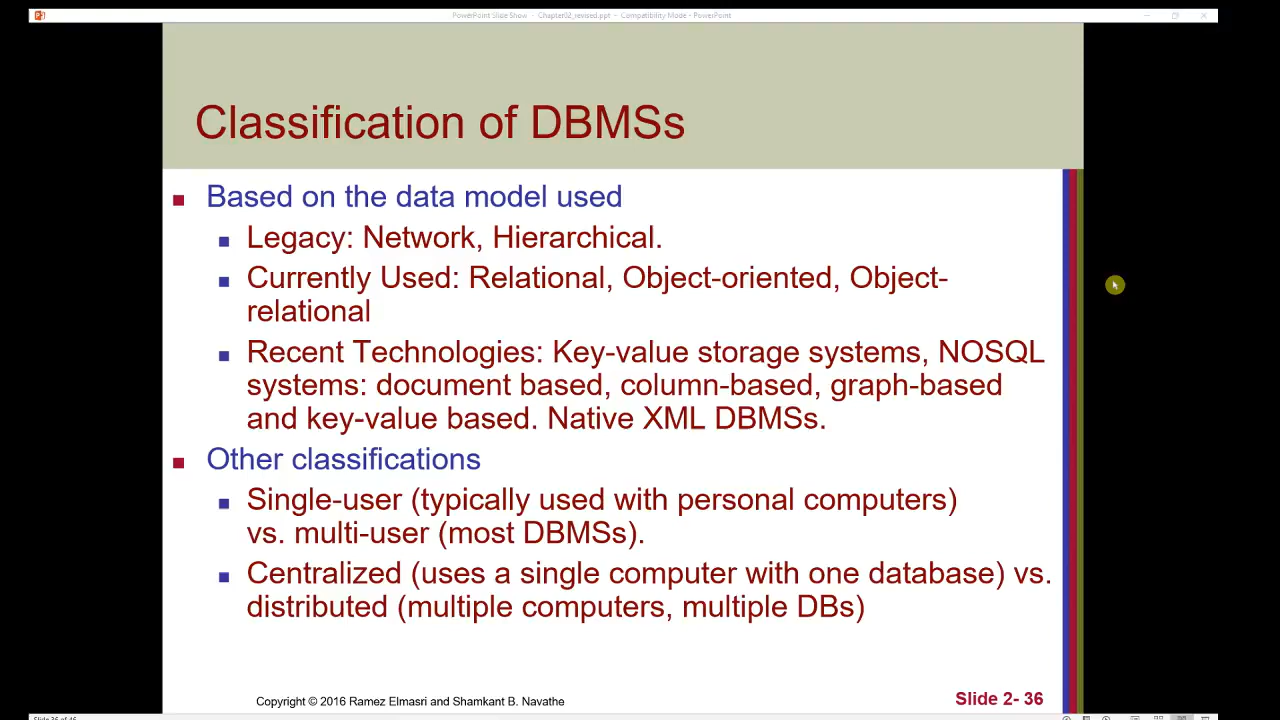 PowerPoint Slide Show - Chapter02_revised.ppt - Compatibility Mode - PowerPoint
Classification of DBMSs
Based on the data model used
Legacy: Network, Hierarchical.
Currently Used: Relational, Object-oriented, Object-
relational
Recent Technologies: Key-value storage systems, NOSQL
systems: document based, column-based, graph-based
and key-value based. Native XML DBMSs.
Other classifications
Single-user (typically used with personal computers)
vs. multi-user (most DBMSs).
Centralized (uses a single computer with one database) vs.
distributed (multiple computers, multiple DBs)
Copyright © 2016 Ramez Elmasri and Shamkant B. Navathe
Slide 2- 36
Slide 36 of 46